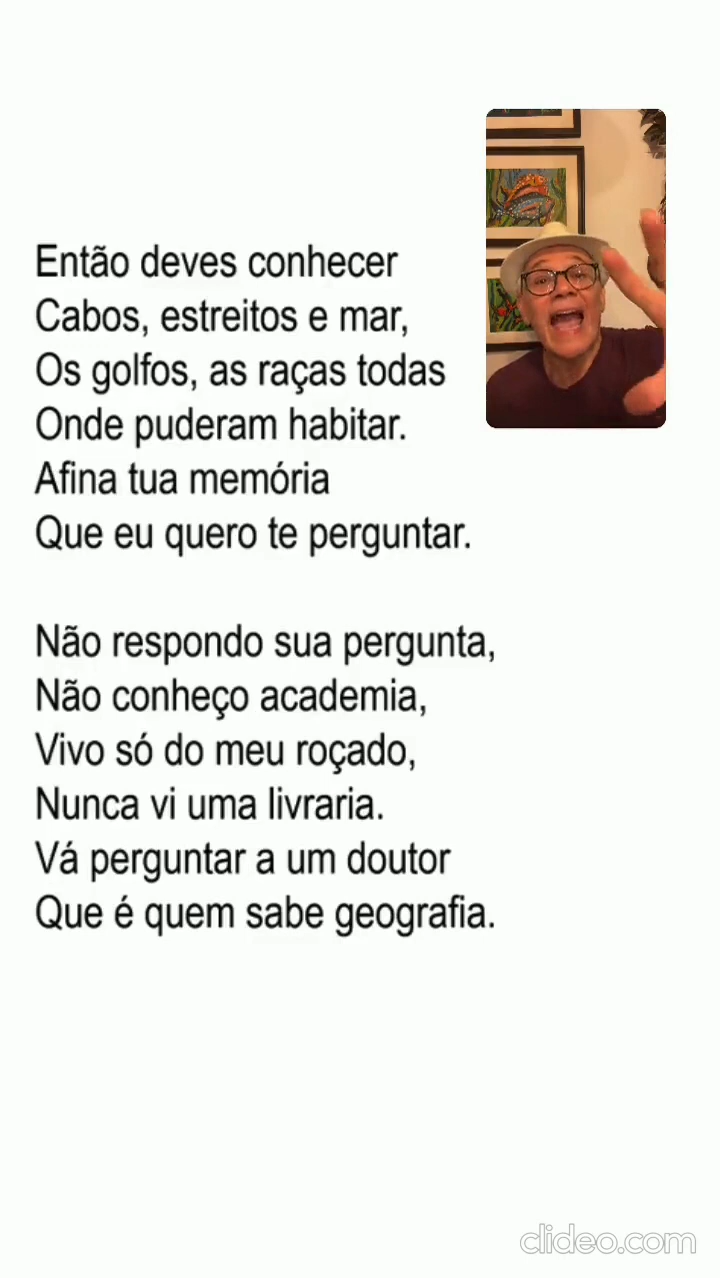 Então deves conhecer
Cabos, estreitos e mar,
Os golfos, as raças todas
Onde puderam habitar.
Afina tua memória
Que eu quero te perguntar.
Não respondo sua pergunta,
Não conheço academia,
Vivo só do meu roçado,
Nunca vi uma livraria.
Vá perguntar a um doutor
Que é quem sabe geografia.
clideo.com